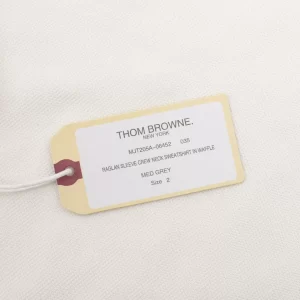 THOM BROWNE.
NEW YORK
MJT255A-06452 035
RAGLAN SLEEVE CREW NECK SWEATSHIRT IN WAFFLE
MED GREY
Size 2